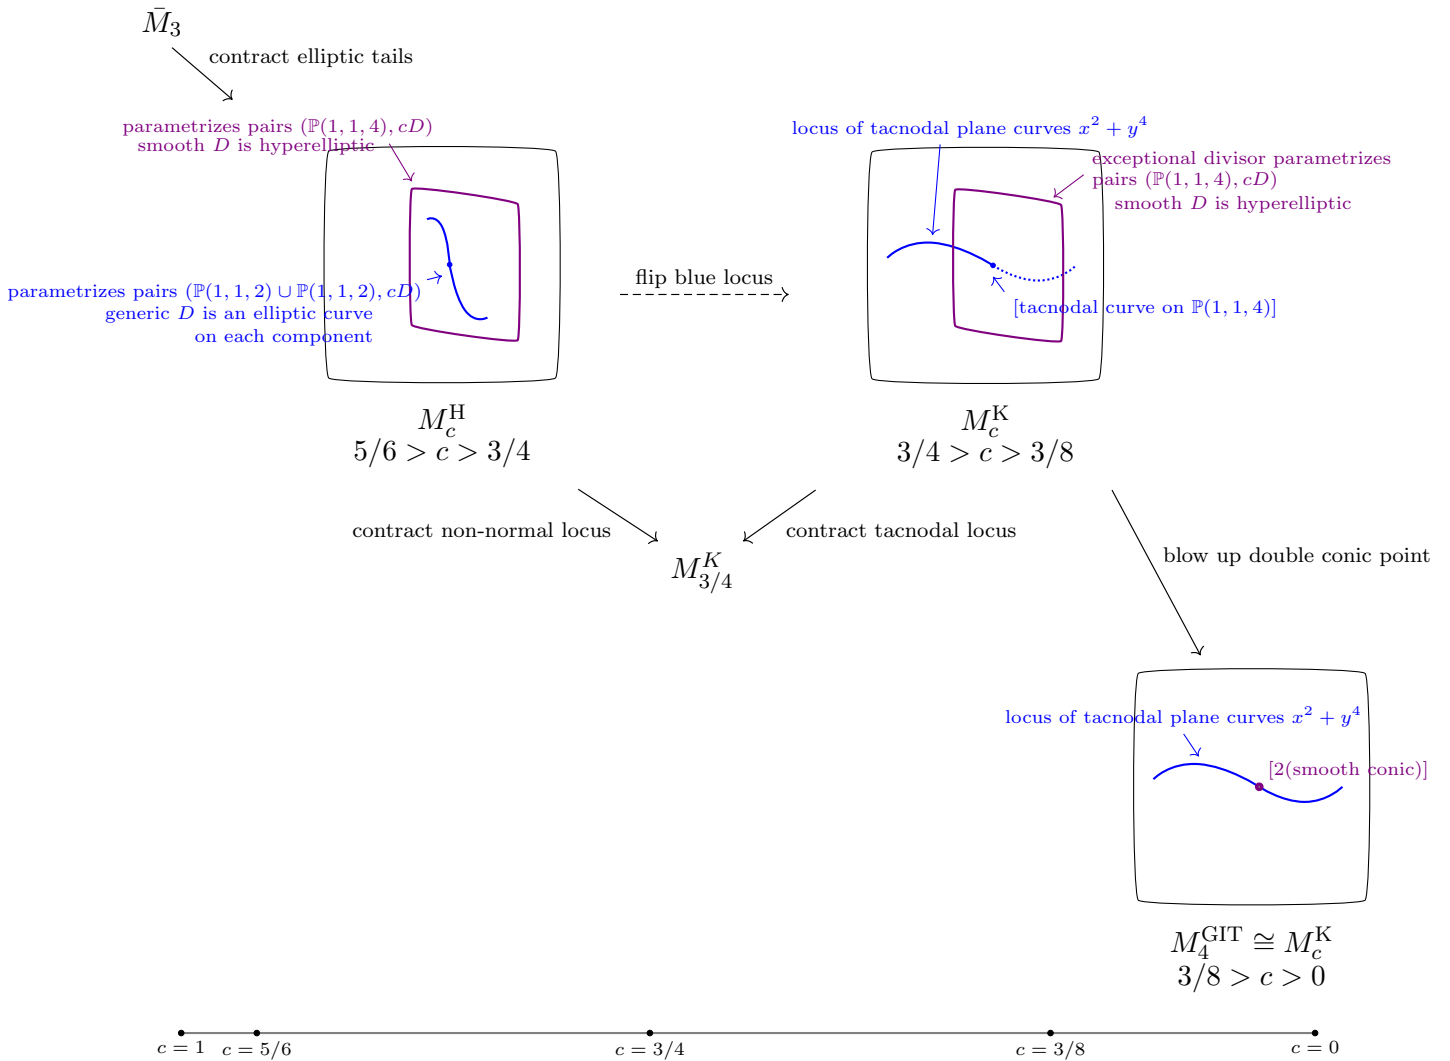 M̄₃
contract elliptic tails
parametrizes pairs (ℙ(1, 1, 4), cD)
smooth D is hyperelliptic
locus of tacnodal plane curves x² + y⁴
exceptional divisor parametrizes
pairs (ℙ(1, 1, 4), cD)
smooth D is hyperelliptic
parametrizes pairs (ℙ(1, 1, 2) ∪ ℙ(1, 1, 2), cD)
generic D is an elliptic curve
on each component
flip blue locus
[tacnodal curve on ℙ(1, 1, 4)]
M_c^H
5/6 > c > 3/4
M_c^K
3/4 > c > 3/8
contract non-normal locus
contract tacnodal locus
M_{3/4}^K
blow up double conic point
locus of tacnodal plane curves x² + y⁴
[2(smooth conic)]
M_4^{GIT} ≅ M_c^K
3/8 > c > 0
c = 1 c = 5/6 c = 3/4 c = 3/8 c = 0